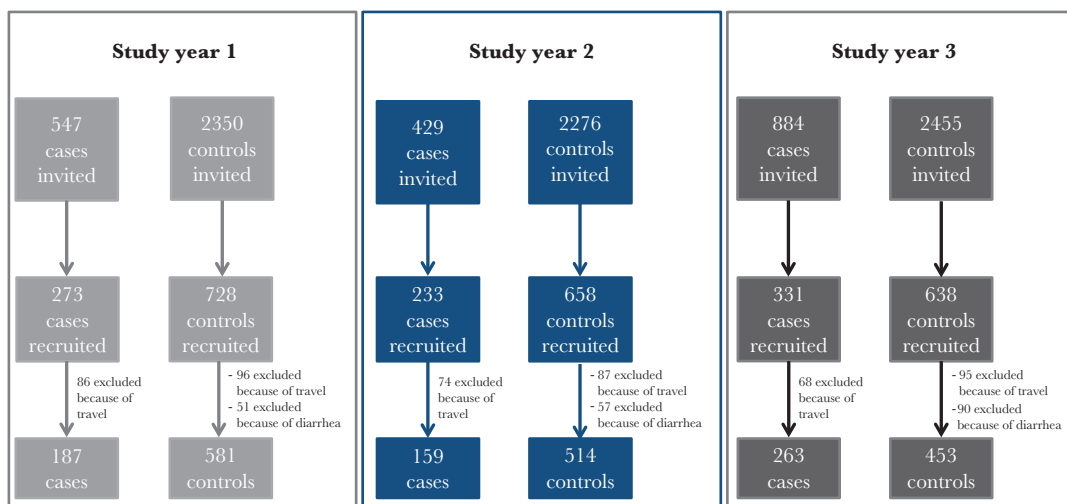 Study year 1
547
cases
invited
2350
controls
invited
273
cases
recruited
728
controls
recruited
86 excluded
because of
travel
- 96 excluded
because of travel
- 51 excluded
because of diarrhea
187
cases
581
controls
Study year 2
429
cases
invited
2276
controls
invited
233
cases
recruited
658
controls
recruited
74 excluded
because of
travel
- 87 excluded
because of travel
- 57 excluded
because of diarrhea
159
cases
514
controls
Study year 3
884
cases
invited
2455
controls
invited
331
cases
recruited
638
controls
recruited
68 excluded
because of
travel
- 95 excluded
because of travel
-90 excluded
because of diarrhea
263
cases
453
controls